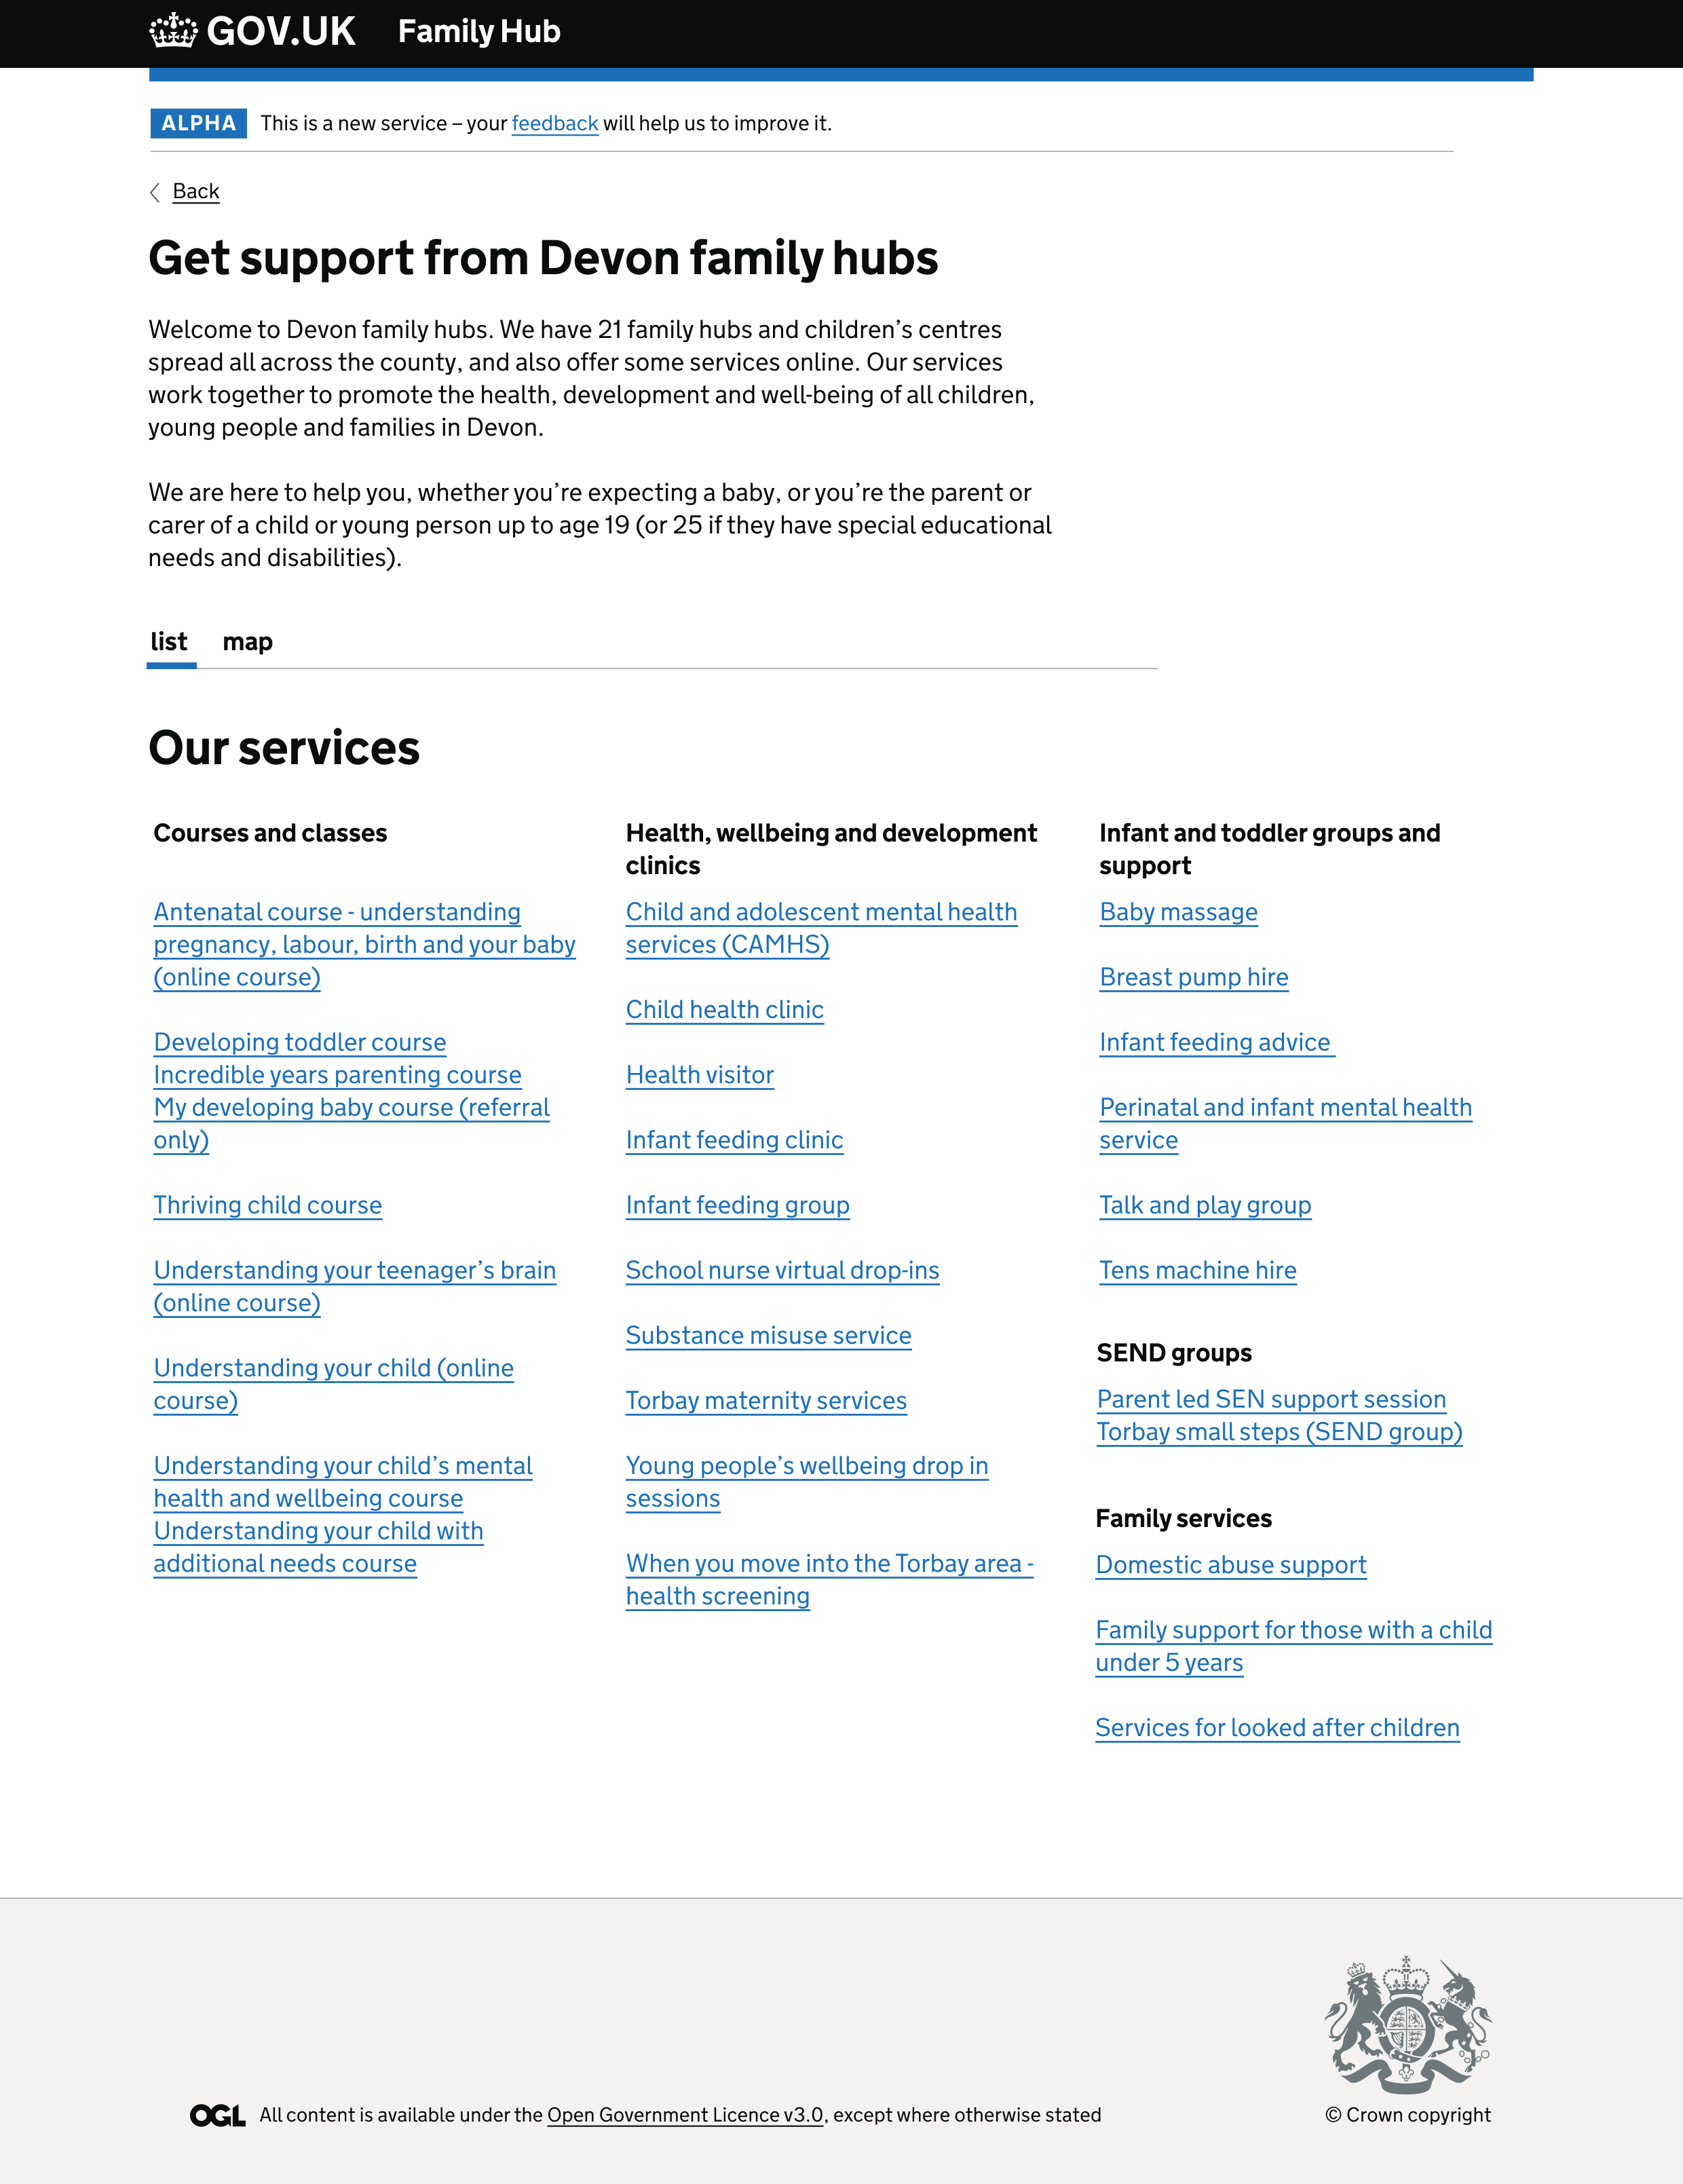 GOV.UK Family Hub
ALPHA This is a new service – your feedback will help us to improve it.
Back
Get support from Devon family hubs
Welcome to Devon family hubs. We have 21 family hubs and children’s centres
spread all across the county, and also offer some services online. Our services
work together to promote the health, development and well-being of all children,
young people and families in Devon.
We are here to help you, whether you’re expecting a baby, or you’re the parent or
carer of a child or young person up to age 19 (or 25 if they have special educational
needs and disabilities).
list map
Our services
Courses and classes
Antenatal course - understanding
pregnancy, labour, birth and your baby
(online course)
Developing toddler course
Incredible years parenting course
My developing baby course (referral
only)
Thriving child course
Understanding your teenager’s brain
(online course)
Understanding your child (online
course)
Understanding your child’s mental
health and wellbeing course
Understanding your child with
additional needs course
Health, wellbeing and development
clinics
Child and adolescent mental health
services (CAMHS)
Child health clinic
Health visitor
Infant feeding clinic
Infant feeding group
School nurse virtual drop-ins
Substance misuse service
Torbay maternity services
Young people’s wellbeing drop in
sessions
When you move into the Torbay area -
health screening
Infant and toddler groups and
support
Baby massage
Breast pump hire
Infant feeding advice
Perinatal and infant mental health
service
Talk and play group
Tens machine hire
SEND groups
Parent led SEN support session
Torbay small steps (SEND group)
Family services
Domestic abuse support
Family support for those with a child
under 5 years
Services for looked after children
OGL All content is available under the Open Government Licence v3.0, except where otherwise stated
© Crown copyright